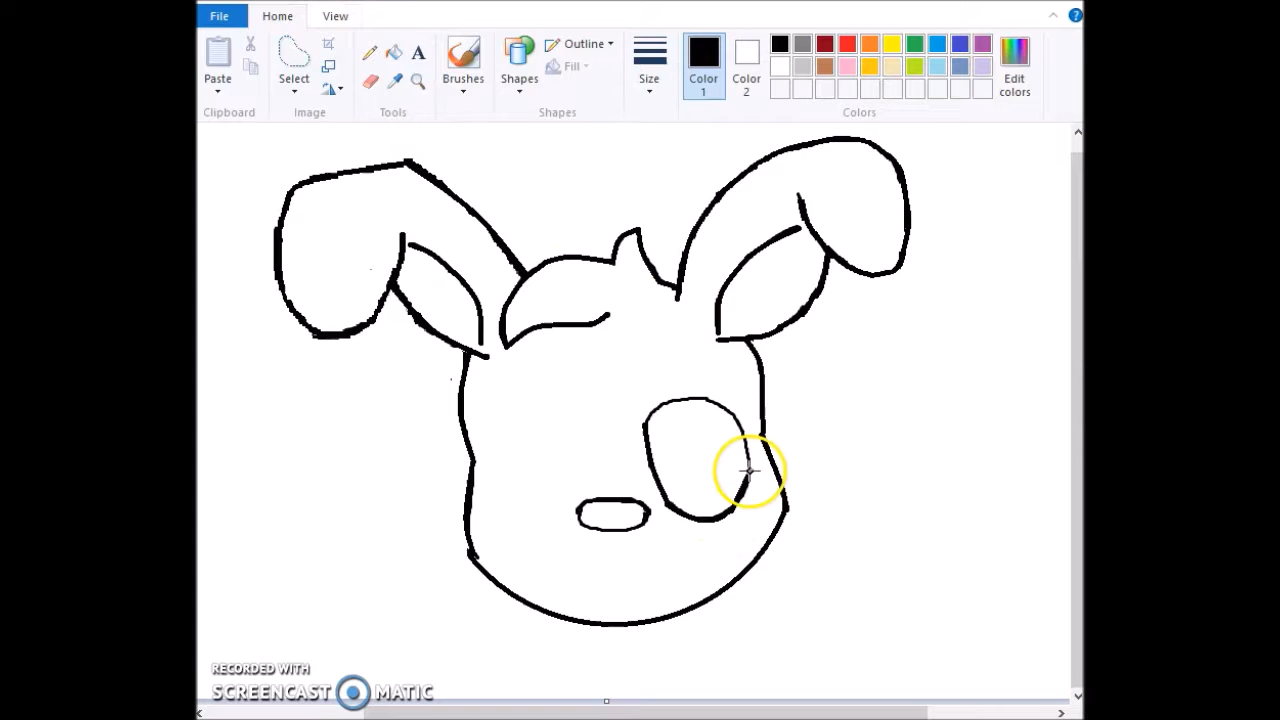 File Home View
Paste Select Brushes Shapes Outline Fill Size Color 1 Color 2 Edit colors
Clipboard Image Tools Shapes Colors
RECORDED WITH
SCREENCAST MATIC